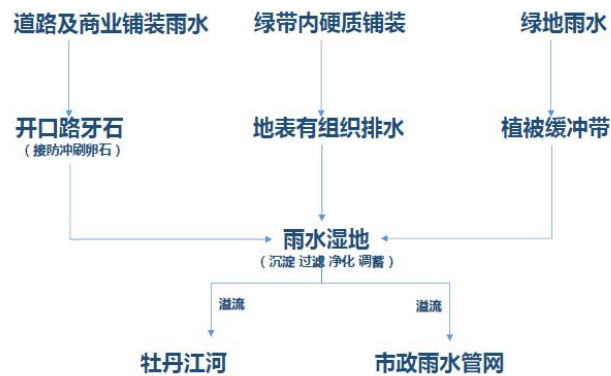 道路及商业铺装雨水 绿带内硬质铺装 绿地雨水
开口路牙石 地表有组织排水 植被缓冲带
（接防冲刷卵石）
雨水湿地
（沉淀 过滤 净化 调蓄）
溢流 溢流
牡丹江河 市政雨水管网